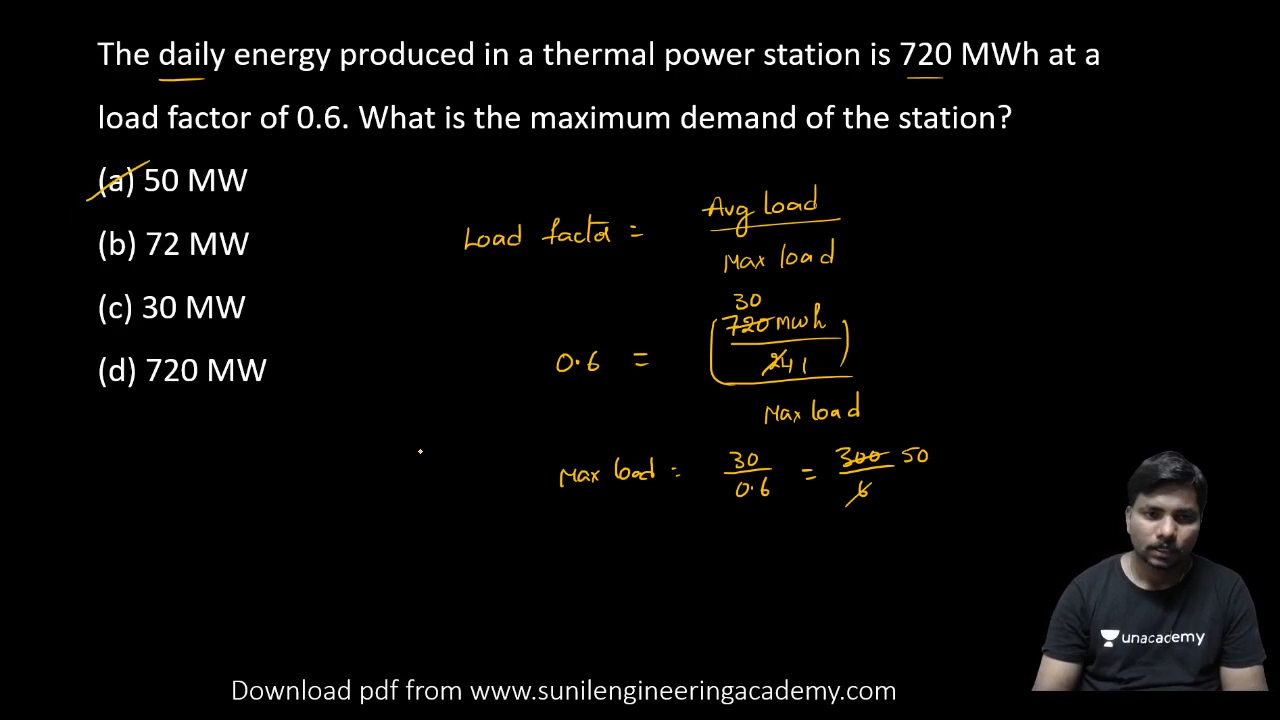 The daily energy produced in a thermal power station is 720 MWh at a
load factor of 0.6. What is the maximum demand of the station?
(a) 50 MW
(b) 72 MW
(c) 30 MW
(d) 720 MW
Load factor = Avg Load
Max load
30
0.6 = 720 MWh
24 1
Max load
Max load = 30 = 300 50
0.6 6
unacademy
Download pdf from www.sunilengineeringacademy.com